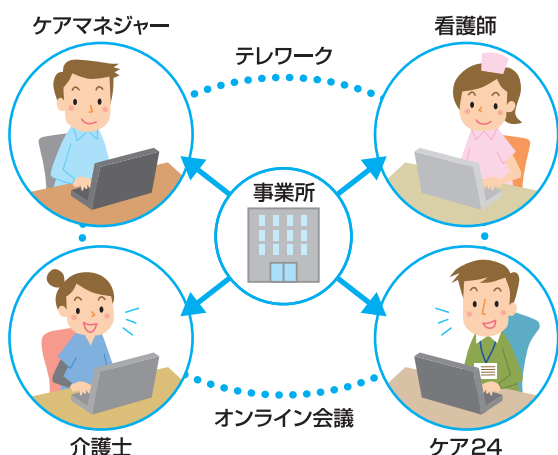 ケアマネジャー
看護師
テレワーク
事業所
オンライン会議
介護士
ケア24